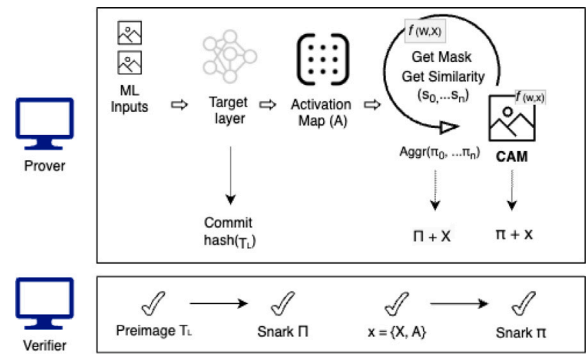 f(W,X)
Get Mask
Get Similarity
(s0,...sn)
ML
Inputs
Target
layer
Activation
Map (A)
f(w,x)
Prover
Aggr(π0, ...πn)
CAM
Commit
hash(TL)
Π + X
π + x
Preimage TL
Snark Π
x = {X, A}
Snark π
Verifier